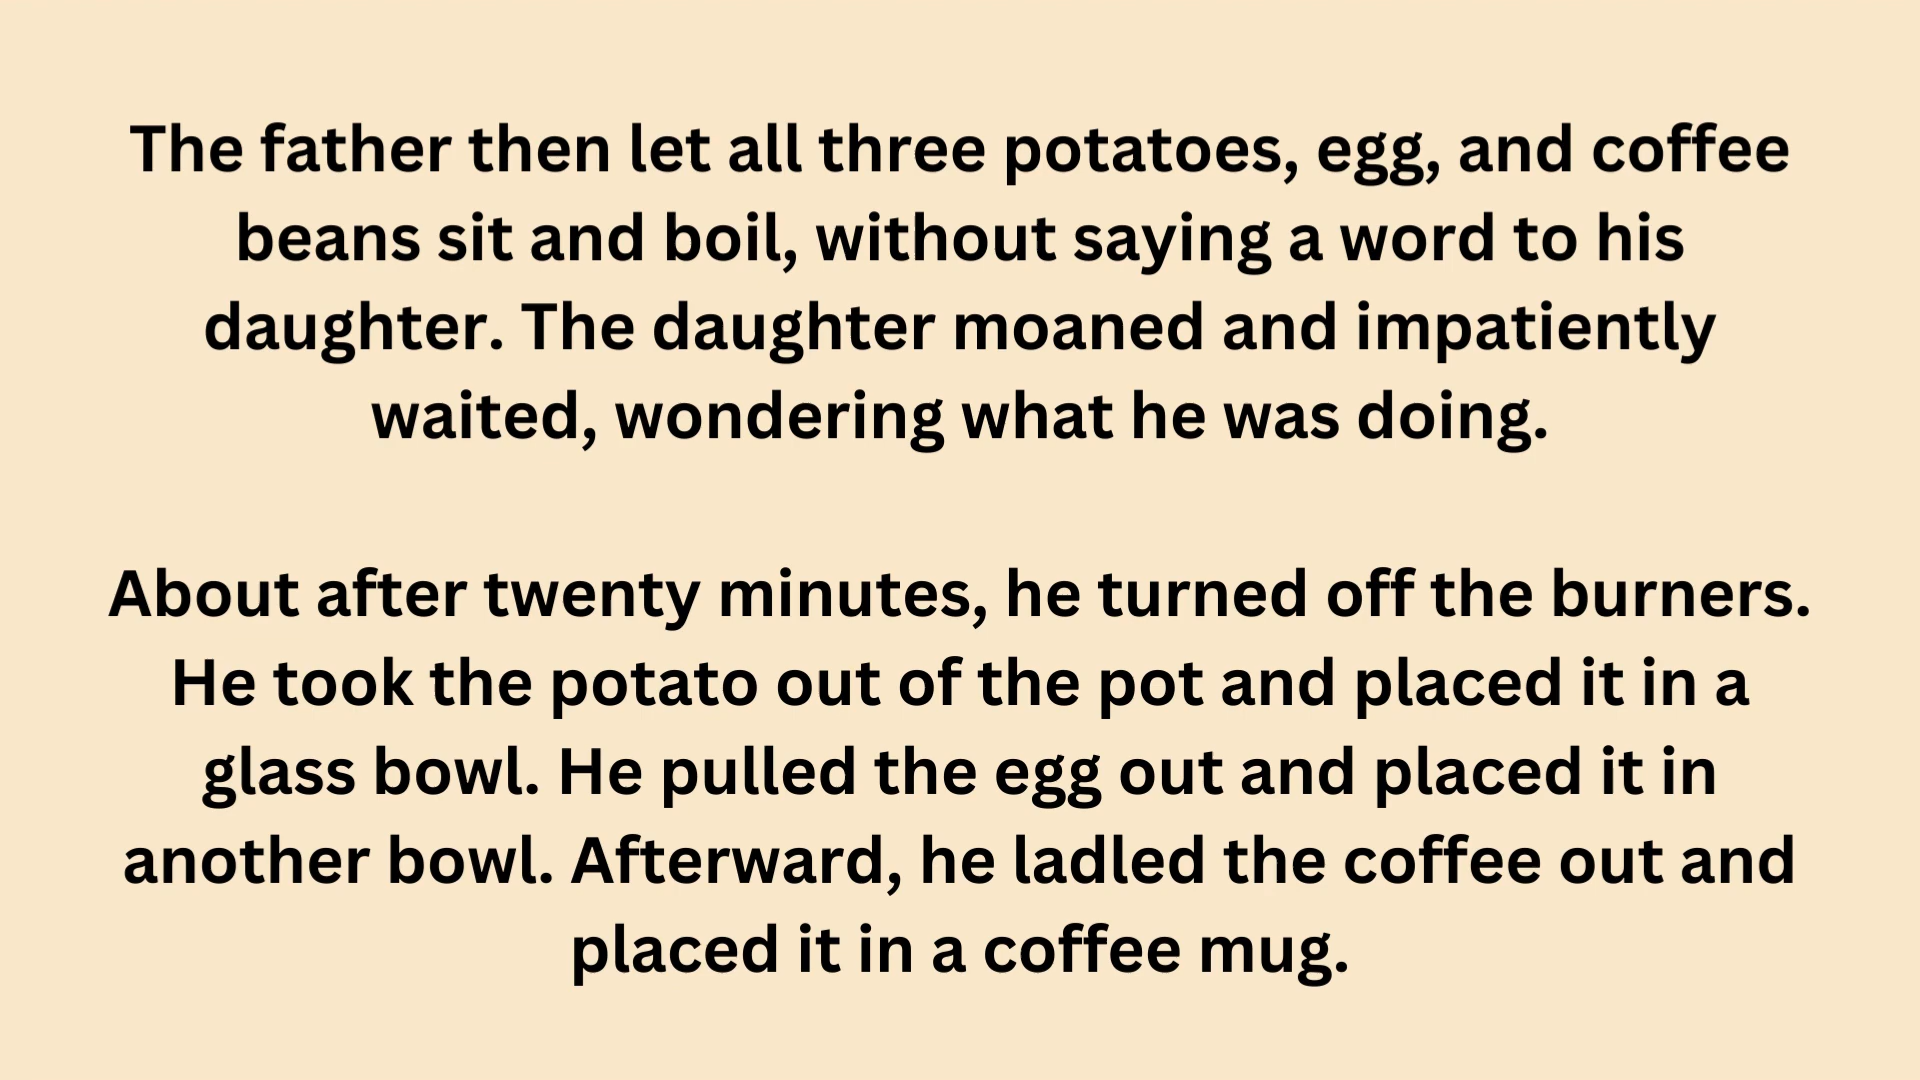 The father then let all three potatoes, egg, and coffee
beans sit and boil, without saying a word to his
daughter. The daughter moaned and impatiently
waited, wondering what he was doing.
About after twenty minutes, he turned off the burners.
He took the potato out of the pot and placed it in a
glass bowl. He pulled the egg out and placed it in
another bowl. Afterward, he ladled the coffee out and
placed it in a coffee mug.